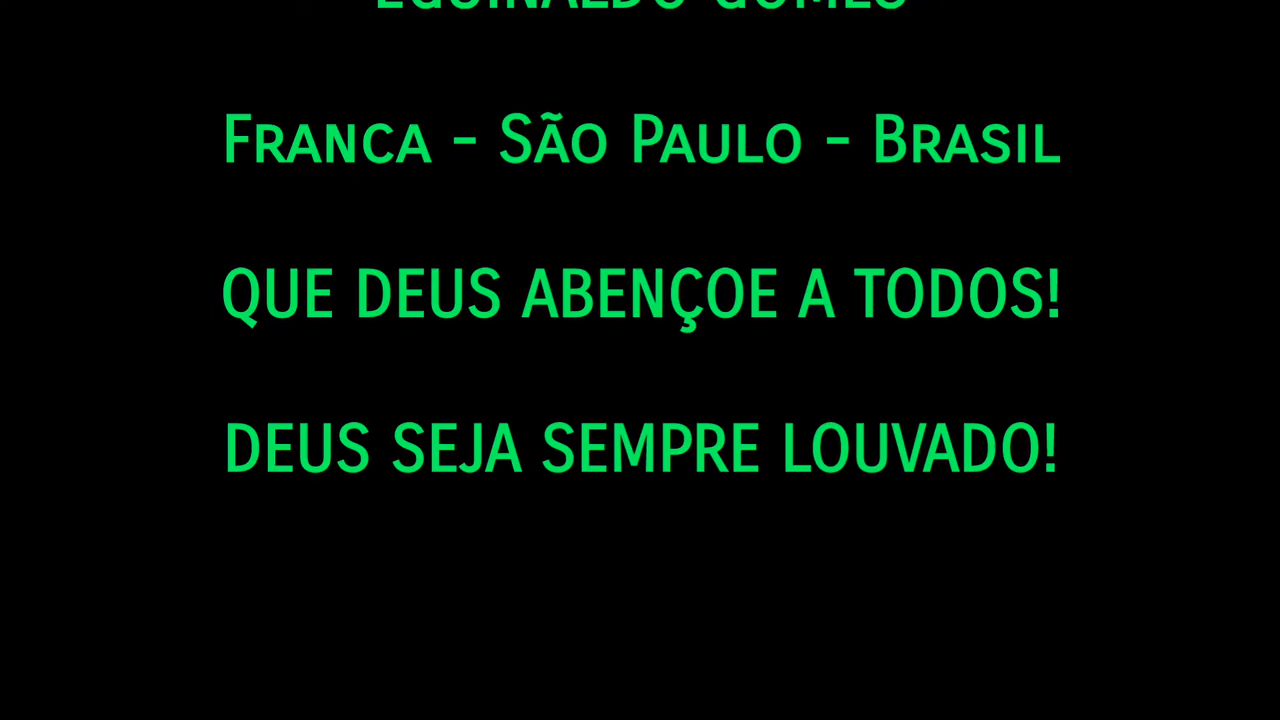 Franca - São Paulo - Brasil
QUE DEUS ABENÇOE A TODOS!
DEUS SEJA SEMPRE LOUVADO!